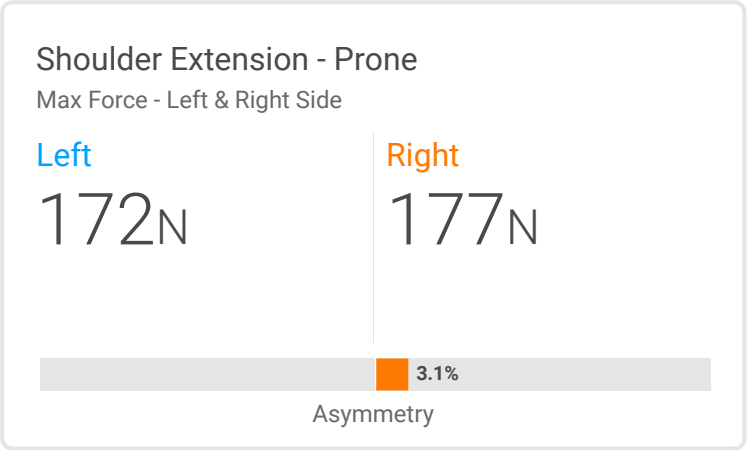 Shoulder Extension - Prone
Max Force - Left & Right Side
Left
172N
Right
177N
3.1%
Asymmetry